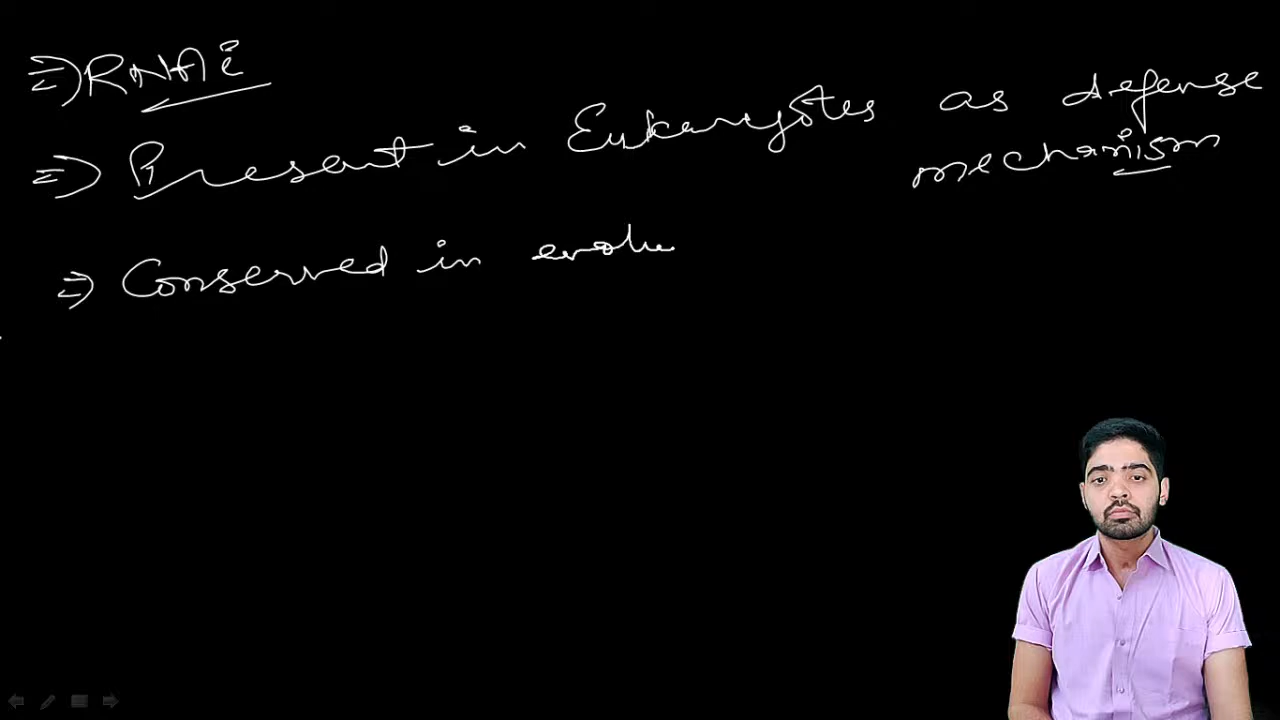 ⇒ RNAi
⇒ Present in Eukaryotes as defense
mechanism
⇒ Conserved in evolu